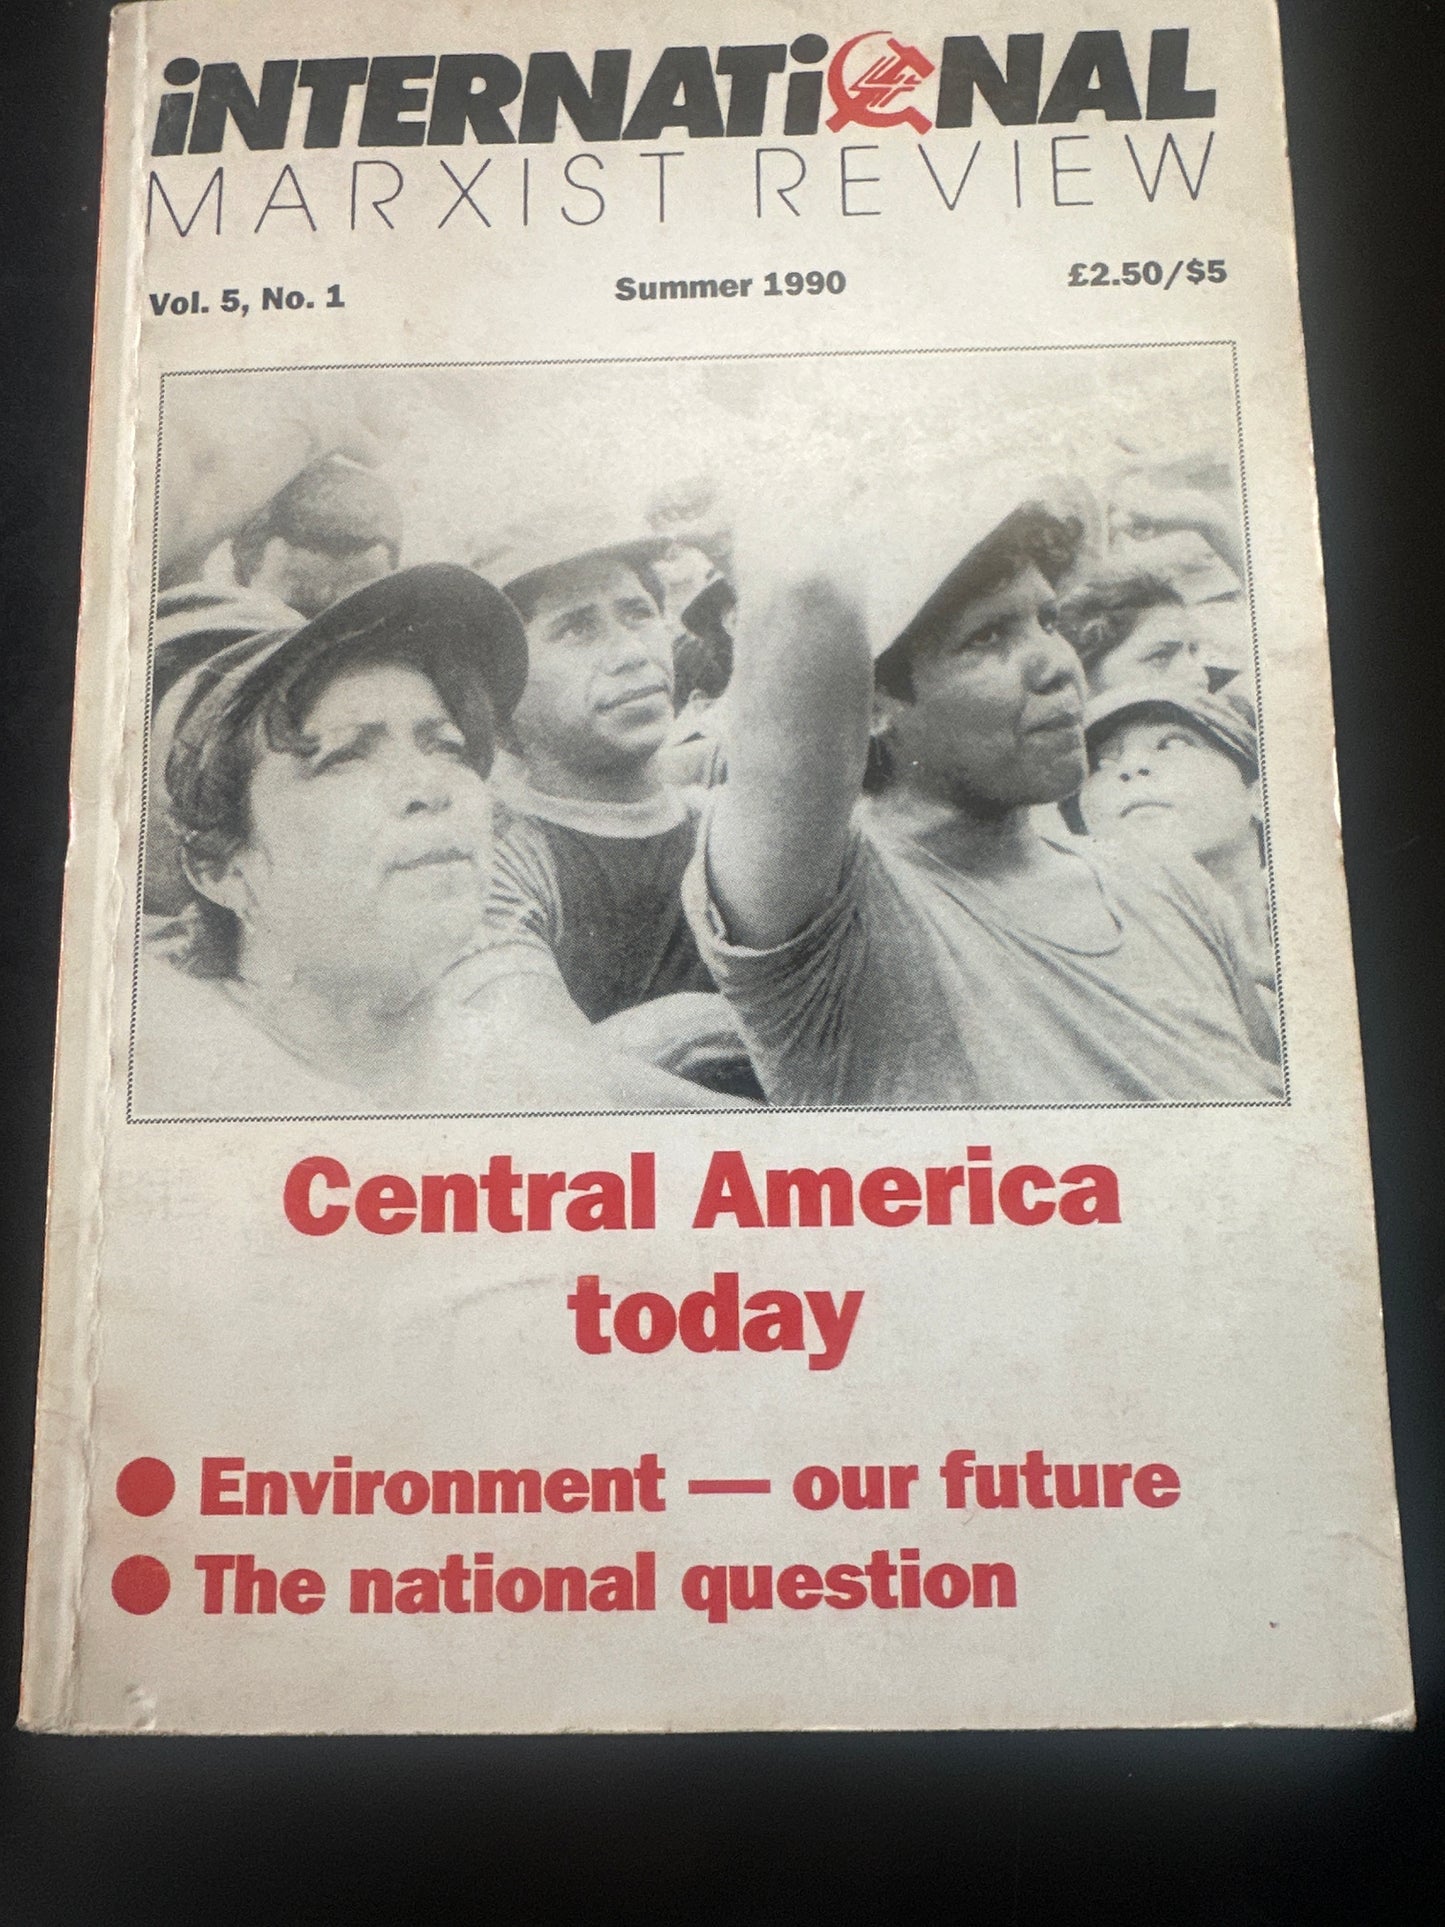 iNTERNATiONAL
MARXIST REVIEW
Vol. 5, No. 1 Summer 1990 £2.50/$5
Central America
today
● Environment — our future
● The national question